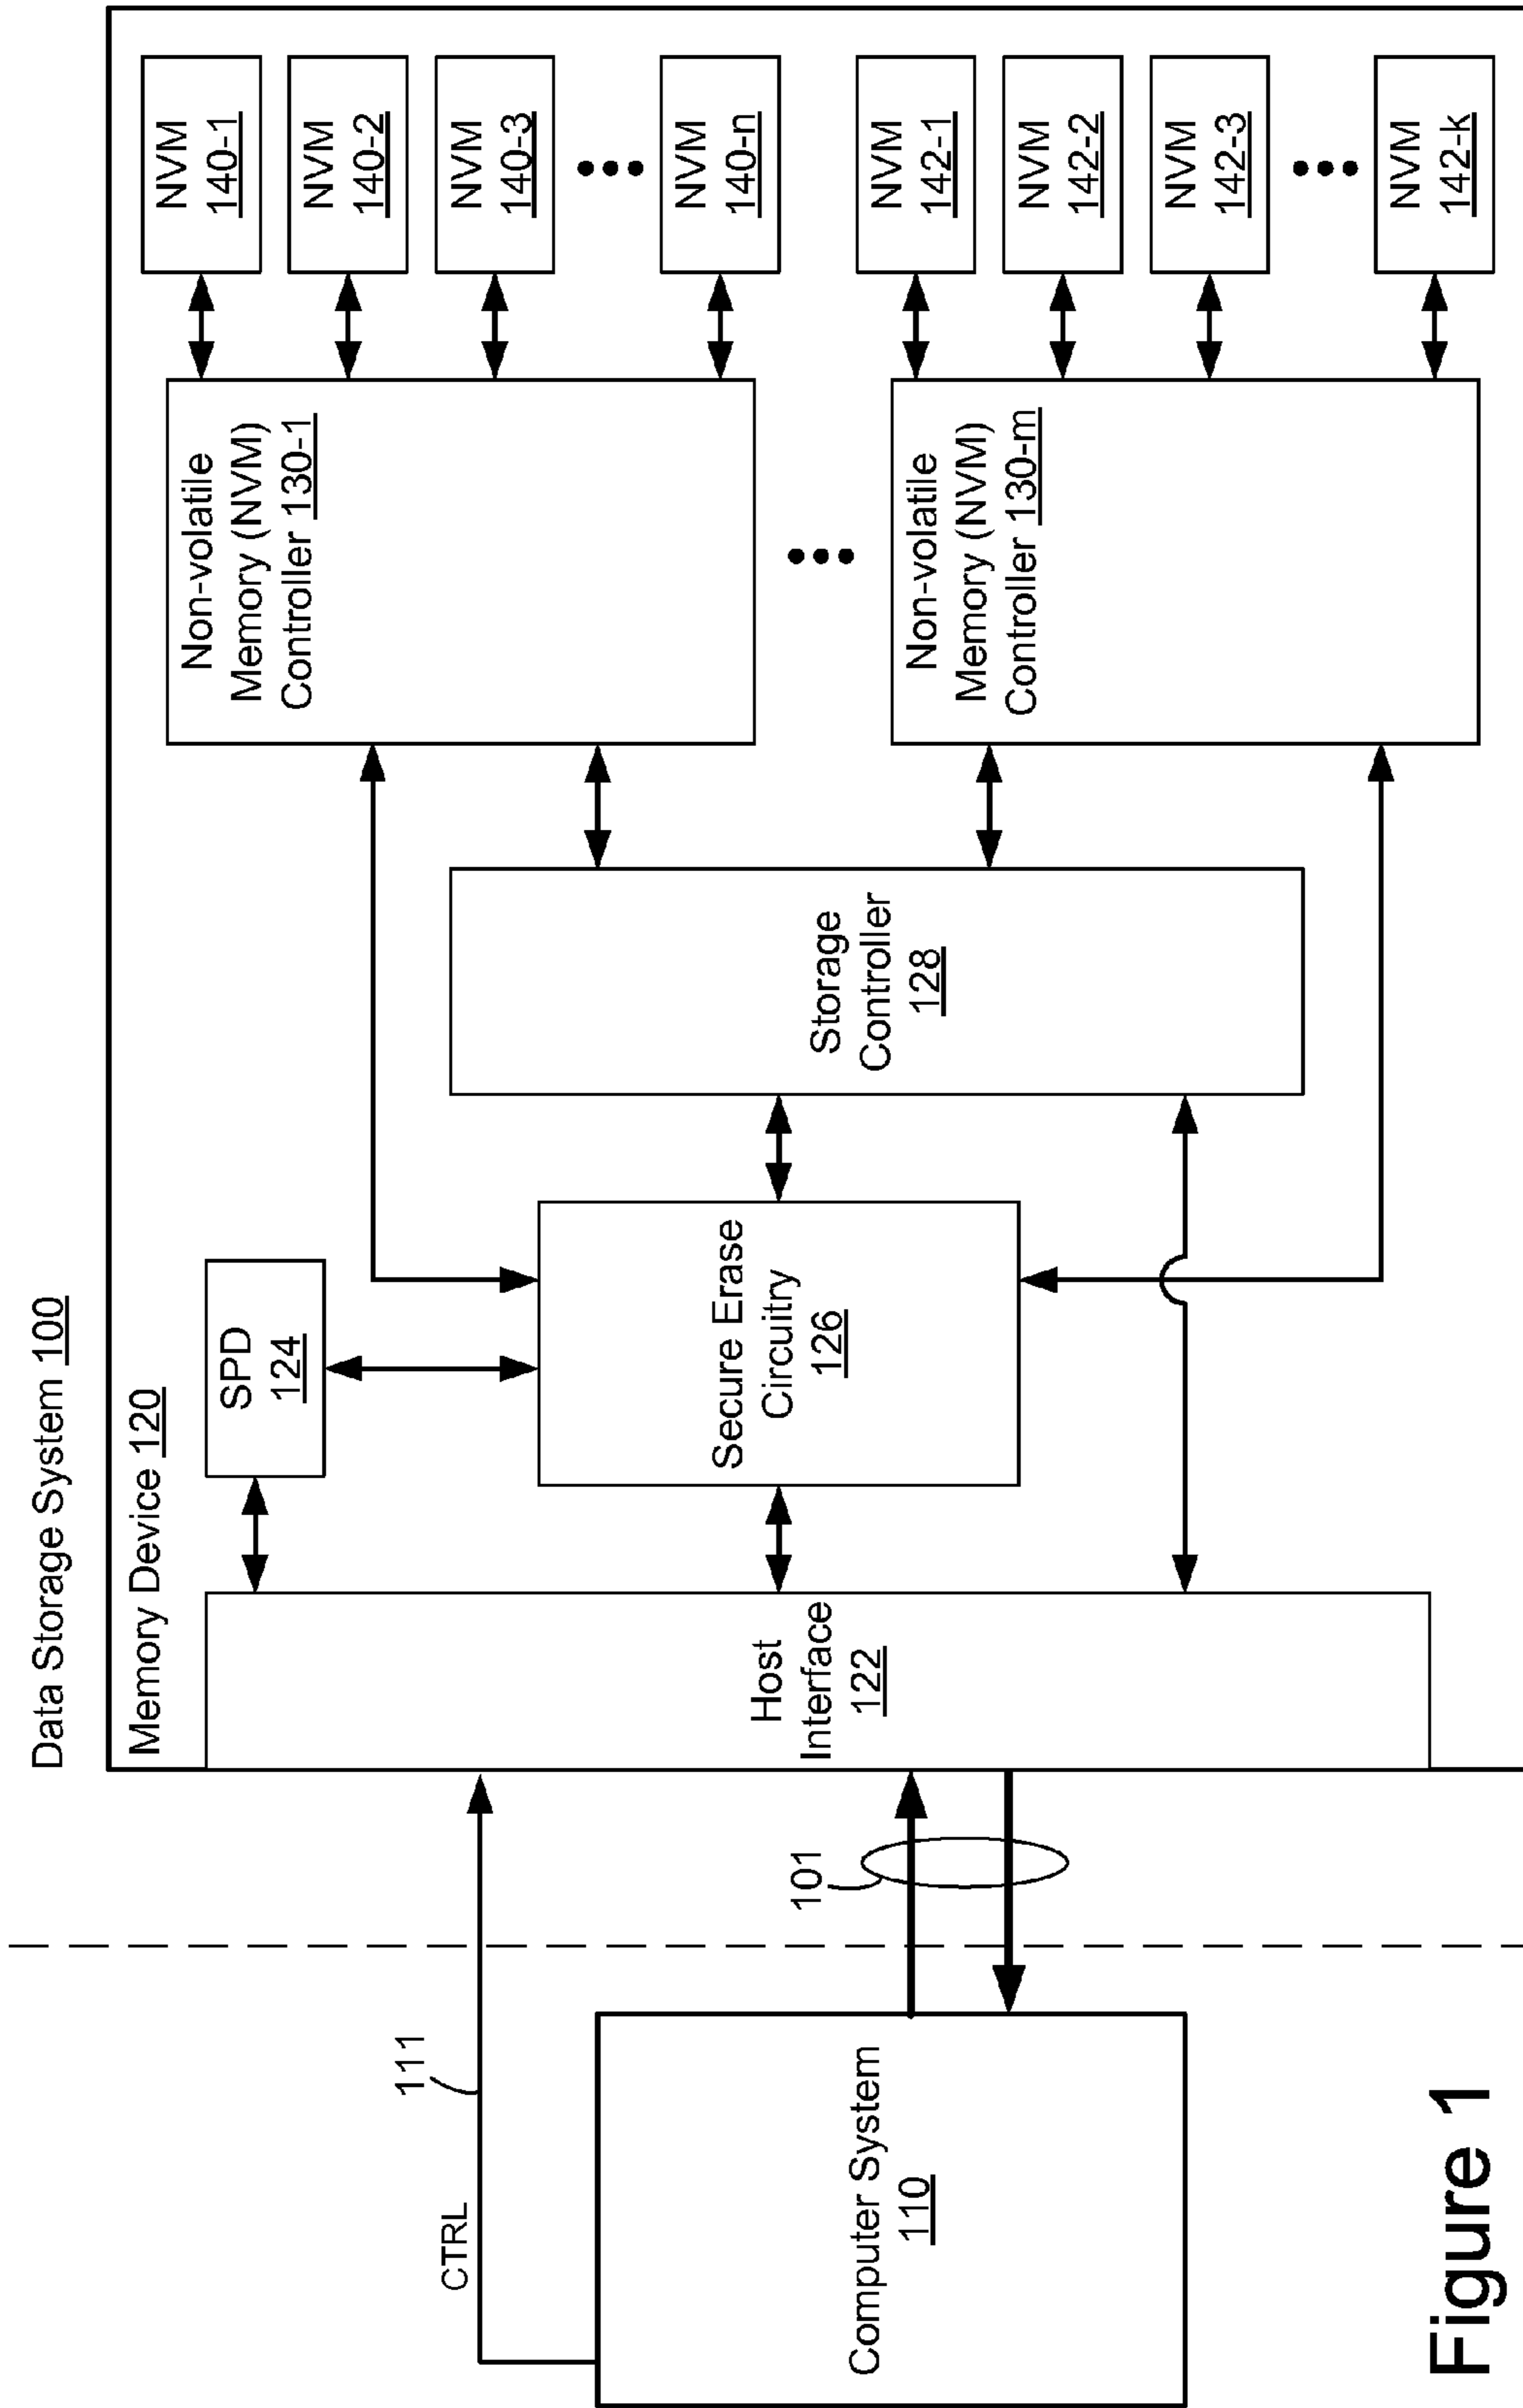 Data Storage System 100
Memory Device 120
CTRL
111
Computer System
110
101
Host
Interface
122
SPD
124
Secure Erase
Circuitry
126
Storage
Controller
128
Non-volatile
Memory (NVM)
Controller 130-1
Non-volatile
Memory (NVM)
Controller 130-m
NVM
140-1
NVM
140-2
NVM
140-3
NVM
140-n
NVM
142-1
NVM
142-2
NVM
142-3
NVM
142-k
Figure 1